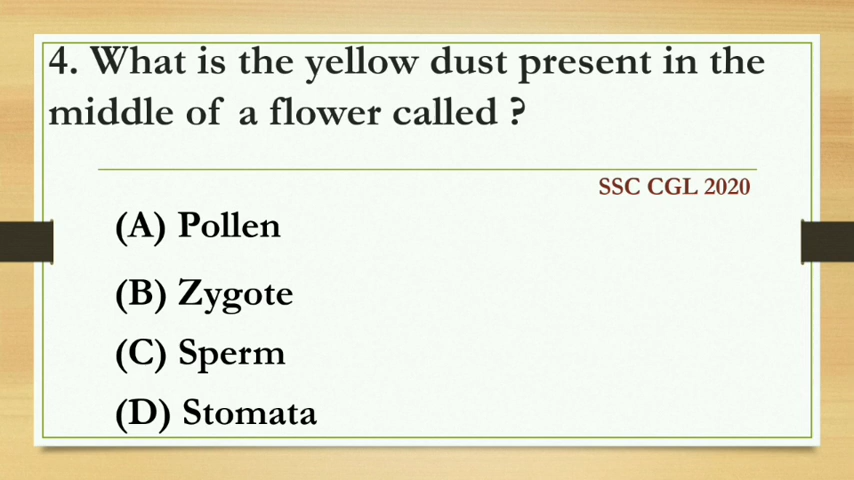 4. What is the yellow dust present in the
middle of a flower called ?
SSC CGL 2020
(A) Pollen
(B) Zygote
(C) Sperm
(D) Stomata